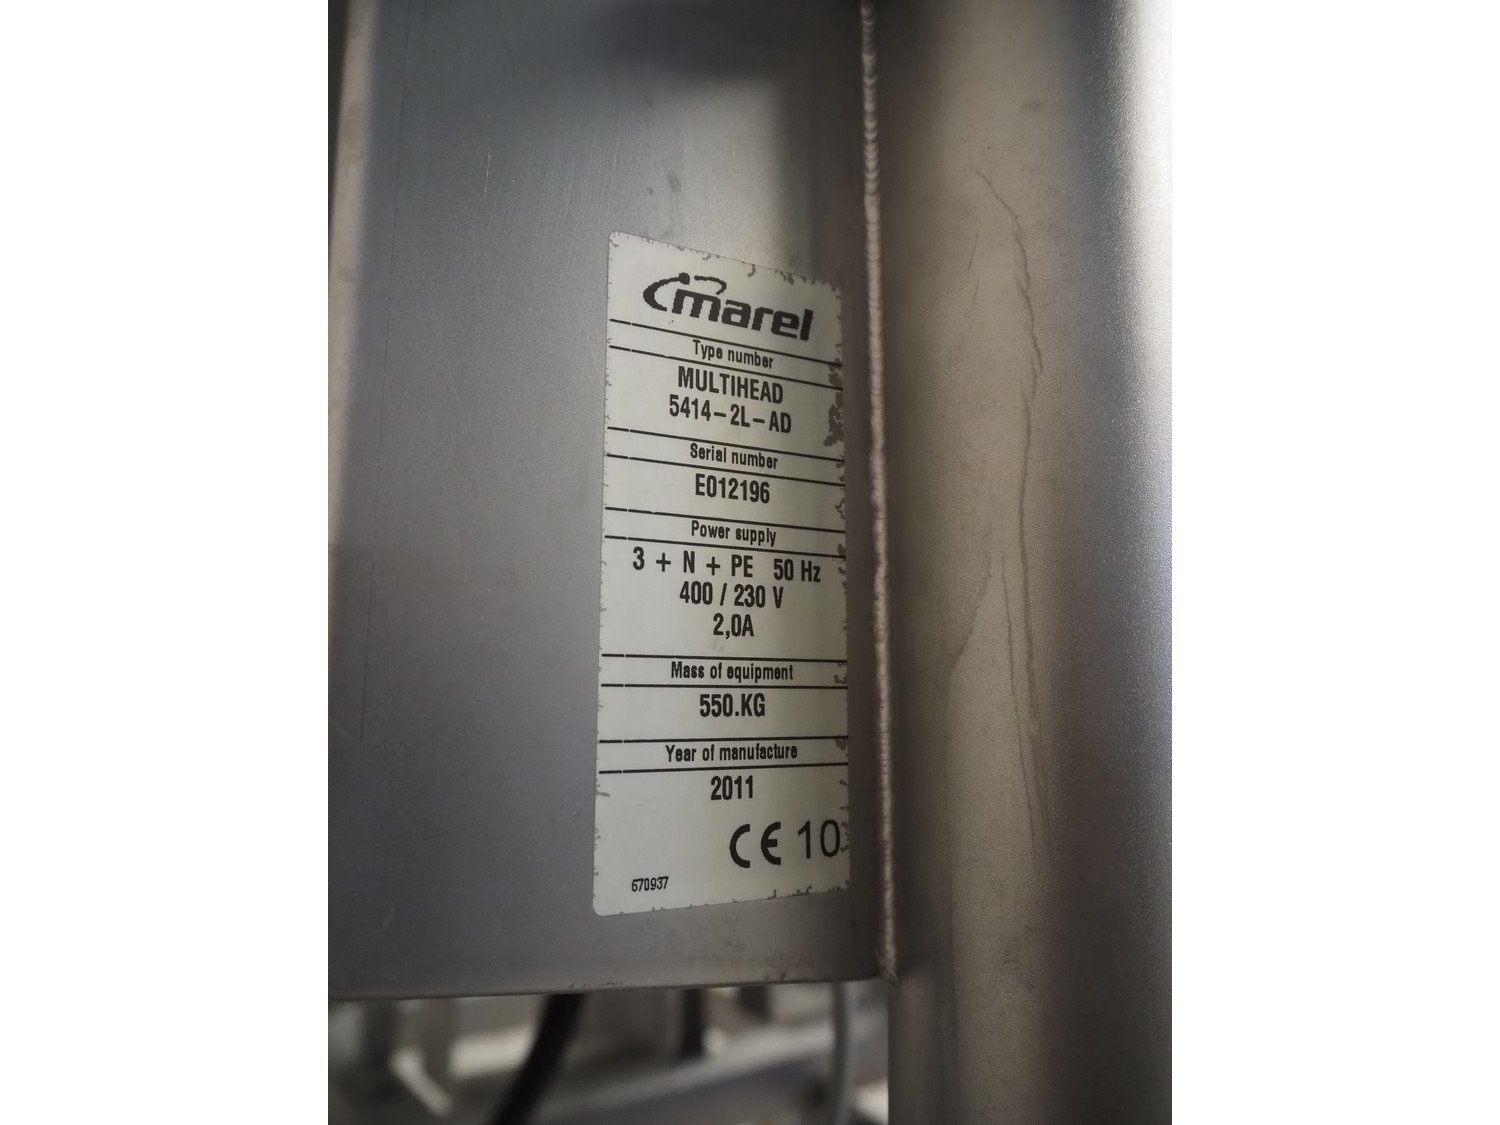 marel
Type number
MULTIHEAD
5414-2L-AD
Serial number
E012196
Power supply
3 + N + PE 50 Hz
400 / 230 V
2,0A
Mass of equipment
550.KG
Year of manufacture
2011
CE 10
670937